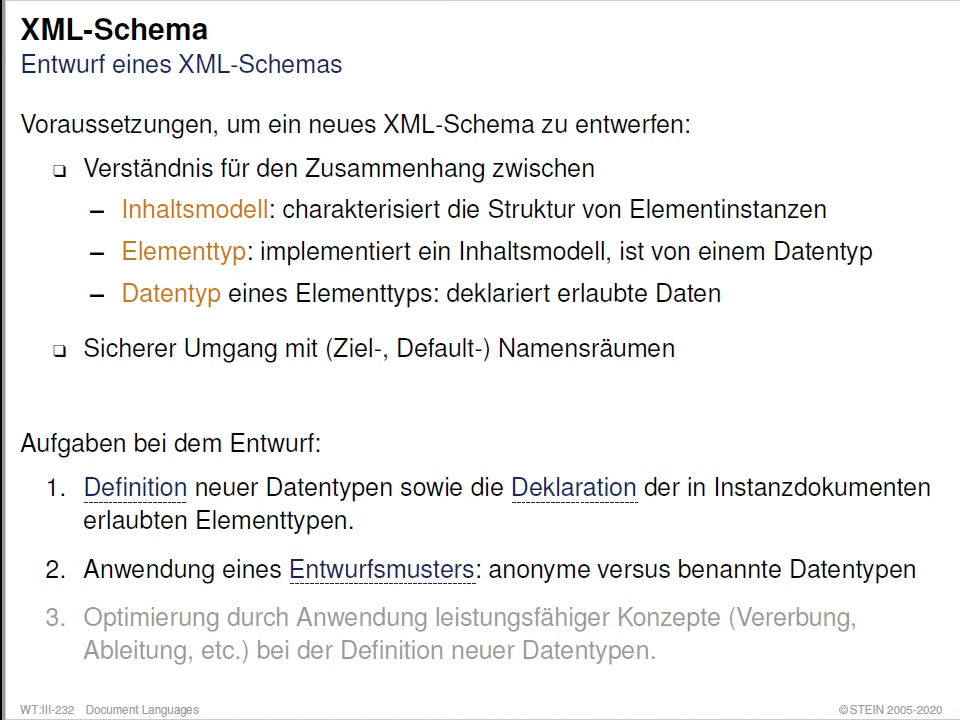 XML-Schema
Entwurf eines XML-Schemas
Voraussetzungen, um ein neues XML-Schema zu entwerfen:
❑ Verständnis für den Zusammenhang zwischen
– Inhaltsmodell: charakterisiert die Struktur von Elementinstanzen
– Elementtyp: implementiert ein Inhaltsmodell, ist von einem Datentyp
– Datentyp eines Elementtyps: deklariert erlaubte Daten
❑ Sicherer Umgang mit (Ziel-, Default-) Namensräumen
Aufgaben bei dem Entwurf:
1. Definition neuer Datentypen sowie die Deklaration der in Instanzdokumenten
erlaubten Elementtypen.
2. Anwendung eines Entwurfsmusters: anonyme versus benannte Datentypen
3. Optimierung durch Anwendung leistungsfähiger Konzepte (Vererbung,
Ableitung, etc.) bei der Definition neuer Datentypen.
WT:III-232 Document Languages ©STEIN 2005-2020